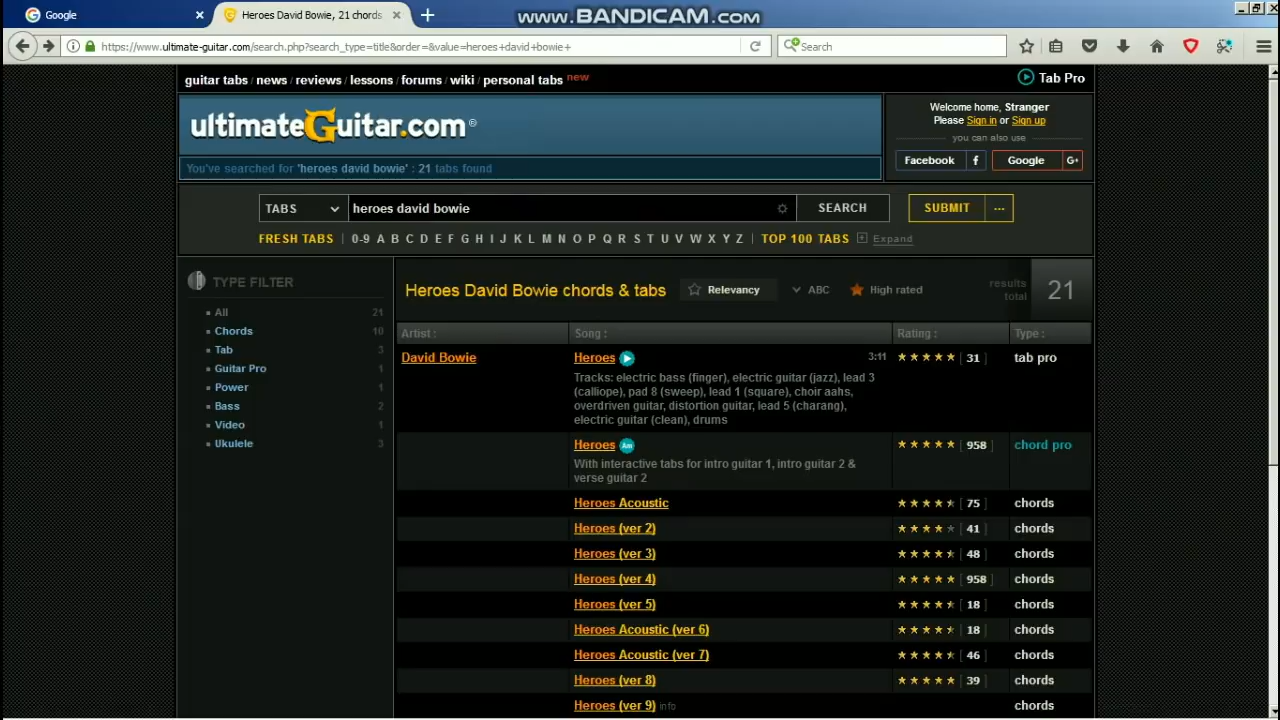 Google
Heroes David Bowie, 21 chords
www.BANDICAM.com
https://www.ultimate-guitar.com/search.php?search_type=title&order=&value=heroes+david+bowie+
Search
guitar tabs / news / reviews / lessons / forums / wiki / personal tabs new
Tab Pro
ultimateGuitar.com®
Welcome home, Stranger
Please Sign in or Sign up
you can also use
Facebook f
Google G+
You've searched for 'heroes david bowie' : 21 tabs found
TABS
heroes david bowie
SEARCH
SUBMIT ...
FRESH TABS | 0-9 A B C D E F G H I J K L M N O P Q R S T U V W X Y Z | TOP 100 TABS + Expand
TYPE FILTER
All 21
Chords 10
Tab 3
Guitar Pro 1
Power 1
Bass 2
Video 1
Ukulele 3
Heroes David Bowie chords & tabs
Relevancy
ABC
High rated
results total 21
Artist : Song : Rating : Type :
David Bowie Heroes 3:11 [ 31 ] tab pro
Tracks: electric bass (finger), electric guitar (jazz), lead 3
(calliope), pad 8 (sweep), lead 1 (square), choir aahs,
overdriven guitar, distortion guitar, lead 5 (charang),
electric guitar (clean), drums
Heroes Am [ 958 ] chord pro
With interactive tabs for intro guitar 1, intro guitar 2 &
verse guitar 2
Heroes Acoustic [ 75 ] chords
Heroes (ver 2) [ 41 ] chords
Heroes (ver 3) [ 48 ] chords
Heroes (ver 4) [ 958 ] chords
Heroes (ver 5) [ 18 ] chords
Heroes Acoustic (ver 6) [ 18 ] chords
Heroes Acoustic (ver 7) [ 46 ] chords
Heroes (ver 8) [ 39 ] chords
Heroes (ver 9) info chords